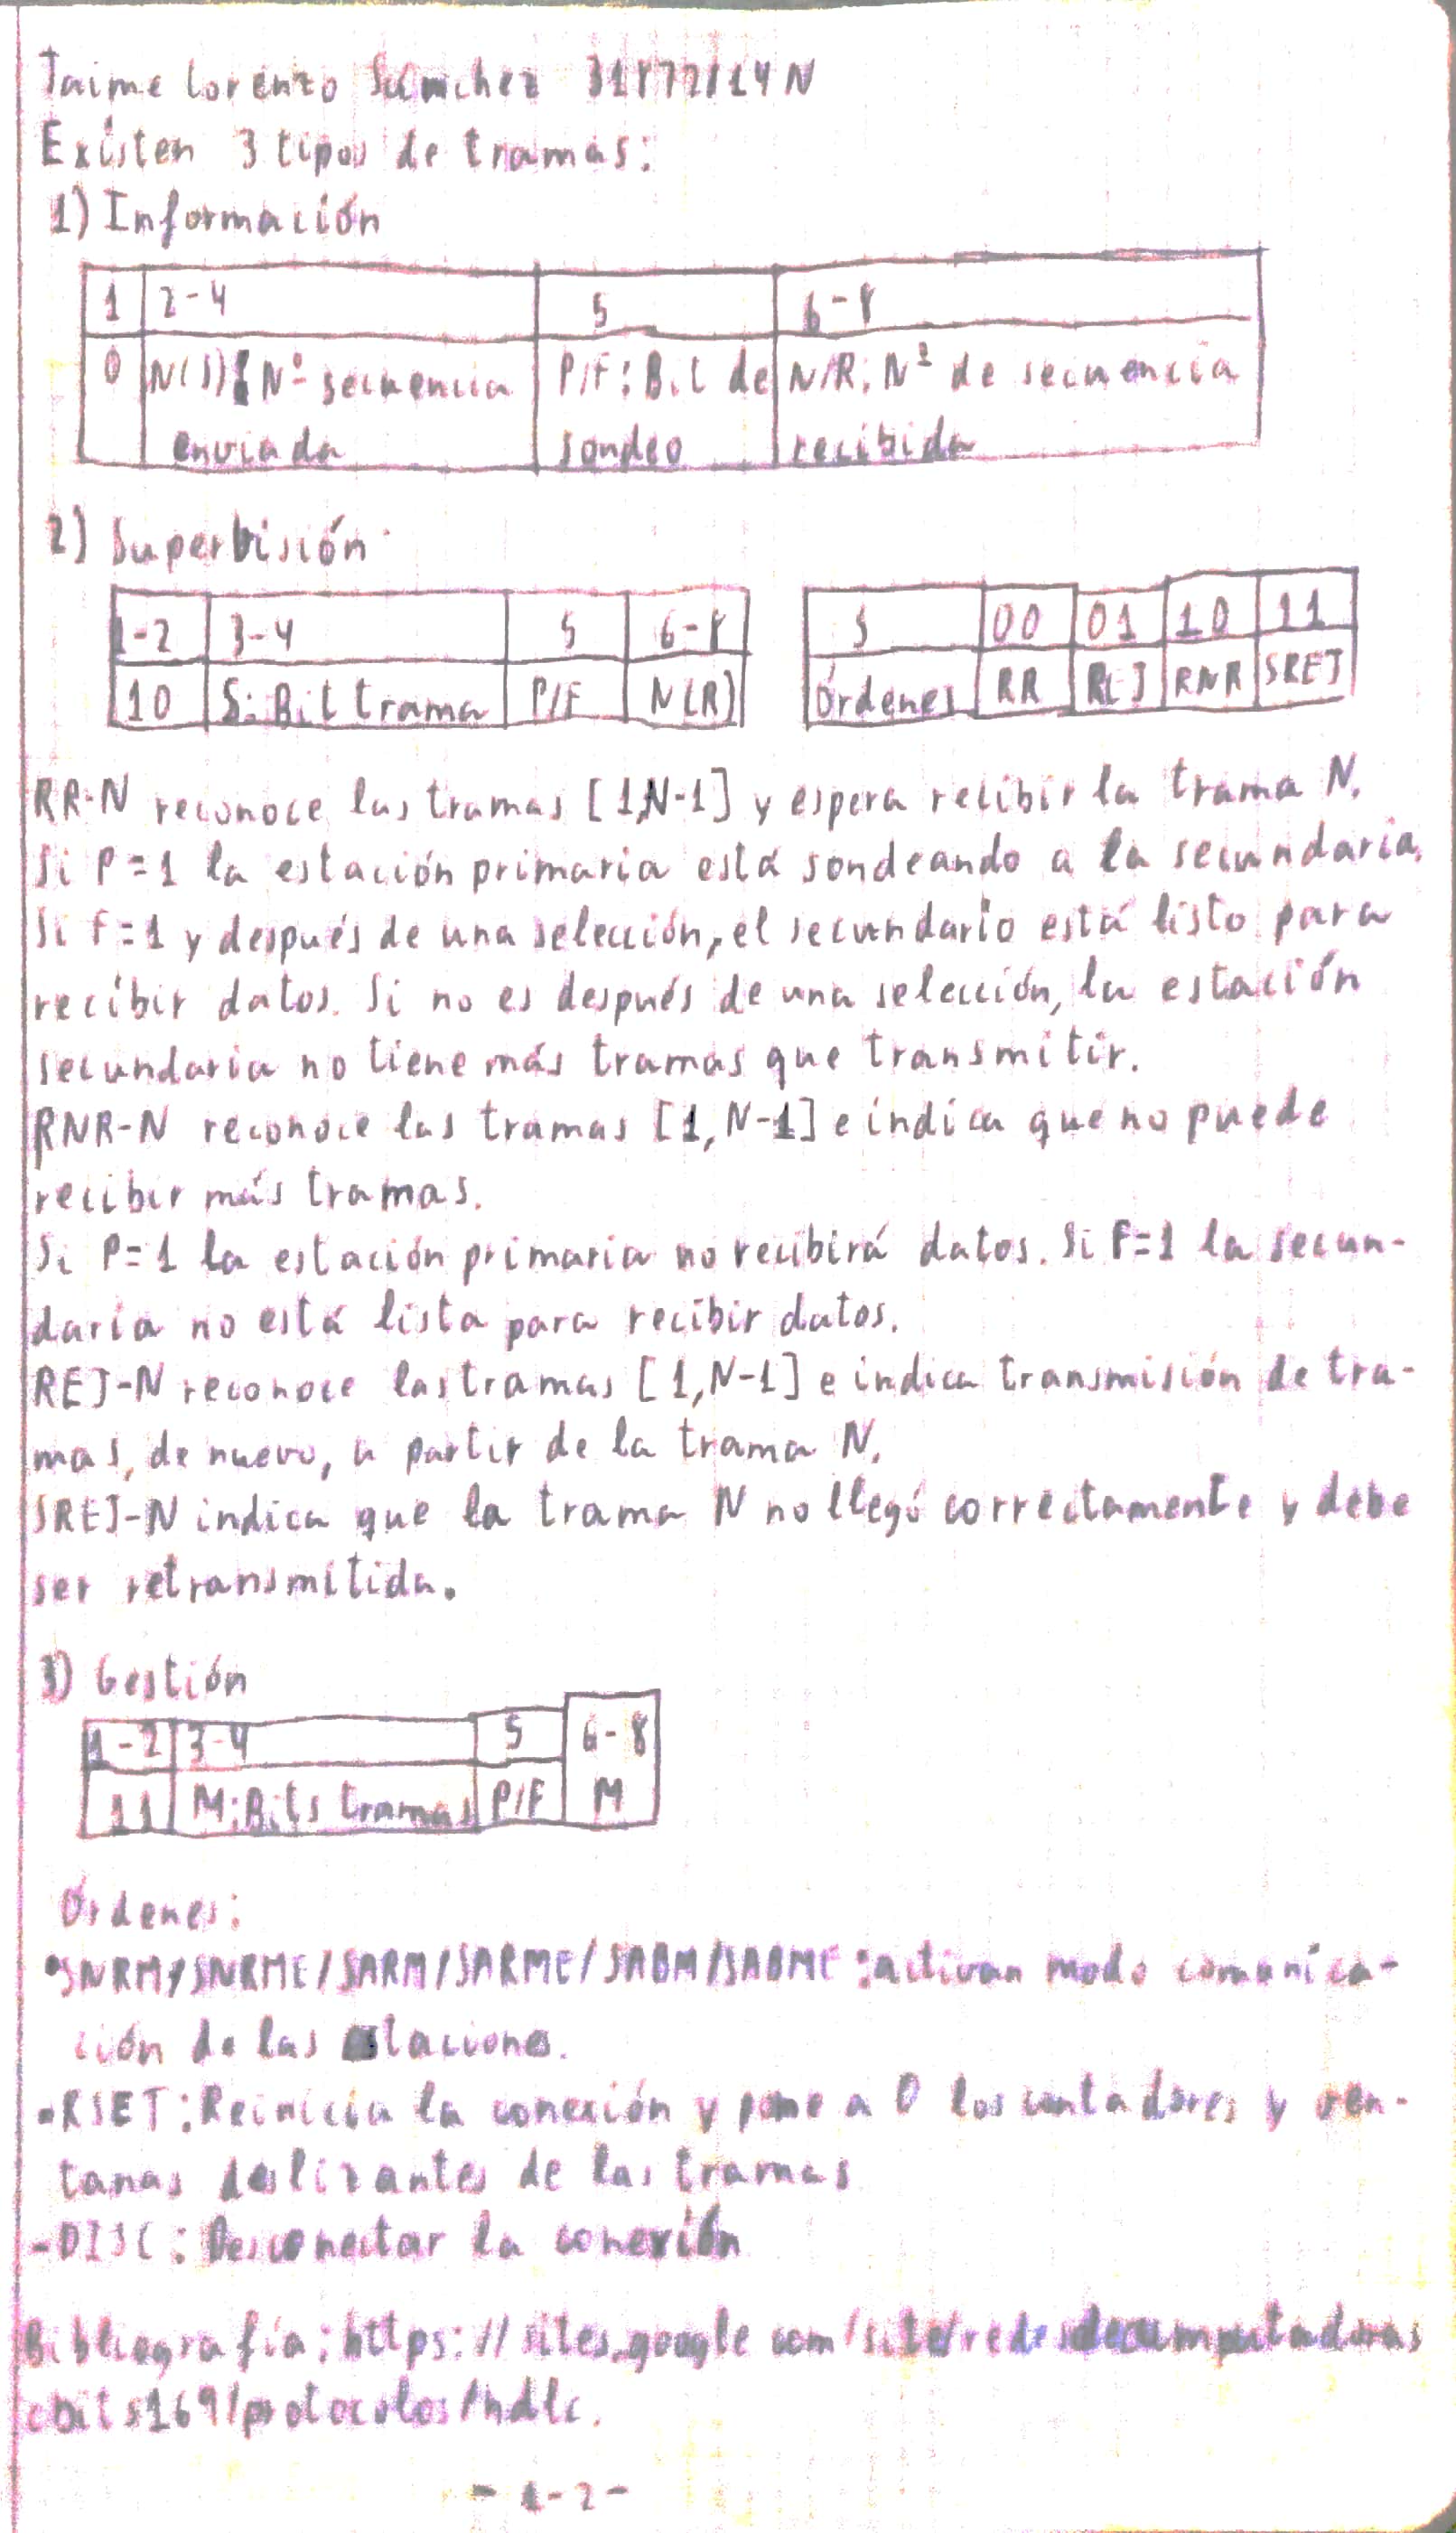 Jaime Lorenzo Sánchez
Existen 3 tipos de tramas:
1) Información
1 2-4 5 6-8
0 N(S): Nº secuencia P/F: Bit de N/R: Nº de secuencia
enviada sondeo recibida
2) Superbisión
1-2 3-4 5 6-8 S 00 01 10 11
10 S: Bit trama P/F N(R) Órdenes RR REJ RNR SREJ
RR-N reconoce las tramas [1,N-1] y espera recibir la trama N.
Si P=1 la estación primaria está sondeando a la secundaria.
Si F=1 y después de una selección, el secundario está listo para
recibir datos. Si no es después de una selección, la estación
secundaria no tiene más tramas que transmitir.
RNR-N reconoce las tramas [1, N-1] e indica que no puede
recibir más tramas.
Si P=1 la estación primaria no recibirá datos. Si F=1 la secun-
daria no está lista para recibir datos.
REJ-N reconoce las tramas [1, N-1] e indica transmisión de tra-
mas, de nuevo, a partir de la trama N.
SREJ-N indica que la trama N no llegó correctamente y debe
ser retransmitida.
3) Gestión
1-2 3-4 5 6-8
11 M: Bits tramas P/F M
Órdenes:
•SNRM/SNRME/SARM/SARME/SABM/SABME: activan modo comunica-
ción de las estaciones.
-RSET: Reinicia la conexión y pone a 0 los contadores y ven-
tanas deslizantes de las tramas
-DISC: Desconectar la conexión
Bibliografía: https://sites.google.com/site/redesdecomputadoras
cbits169/protocolos/hdlc.
-1-2-